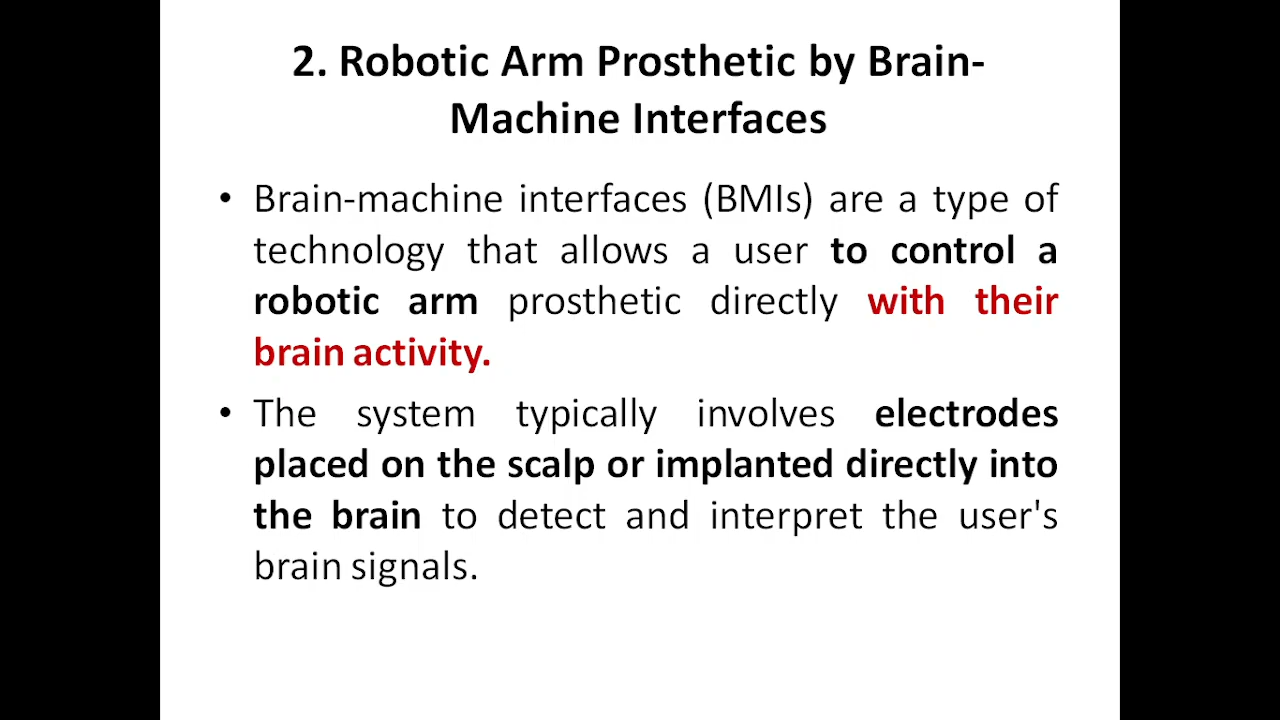 2. Robotic Arm Prosthetic by Brain-
Machine Interfaces
• Brain-machine interfaces (BMIs) are a type of
technology that allows a user to control a
robotic arm prosthetic directly with their
brain activity.
• The system typically involves electrodes
placed on the scalp or implanted directly into
the brain to detect and interpret the user's
brain signals.